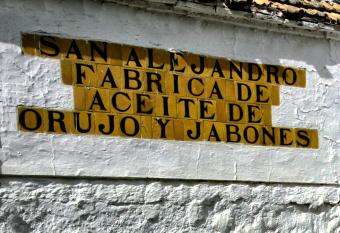 SAN ALEJANDRO
FABRICA DE
ACEITE DE
ORUJO Y JABONES